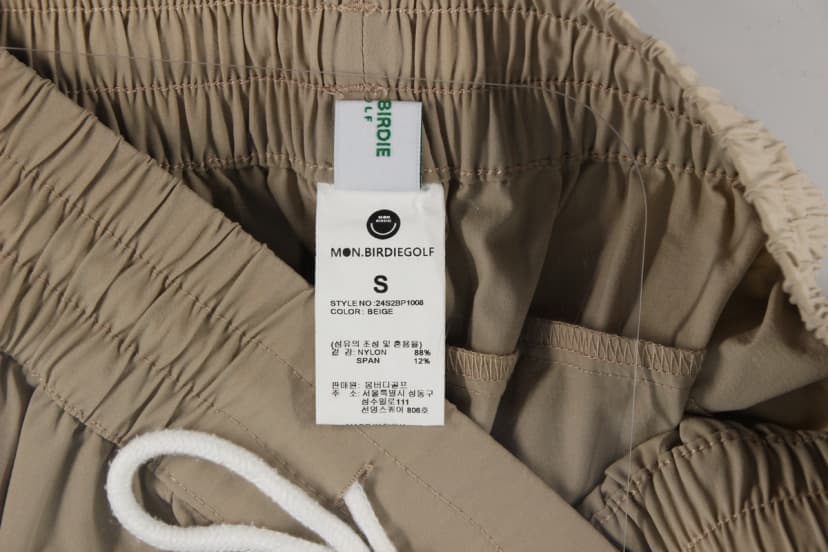 BIRDIE
LF
MON
BIRDIE
MON.BIRDIEGOLF
S
STYLE NO:24S2BP1008
COLOR: BEIGE
(섬유의 조성 및 혼용율)
겉 감: NYLON 88%
SPAN 12%
판매원: 몽버디골프
주 소: 서울특별시 성동구
성수일로111
선명스퀘어 806호